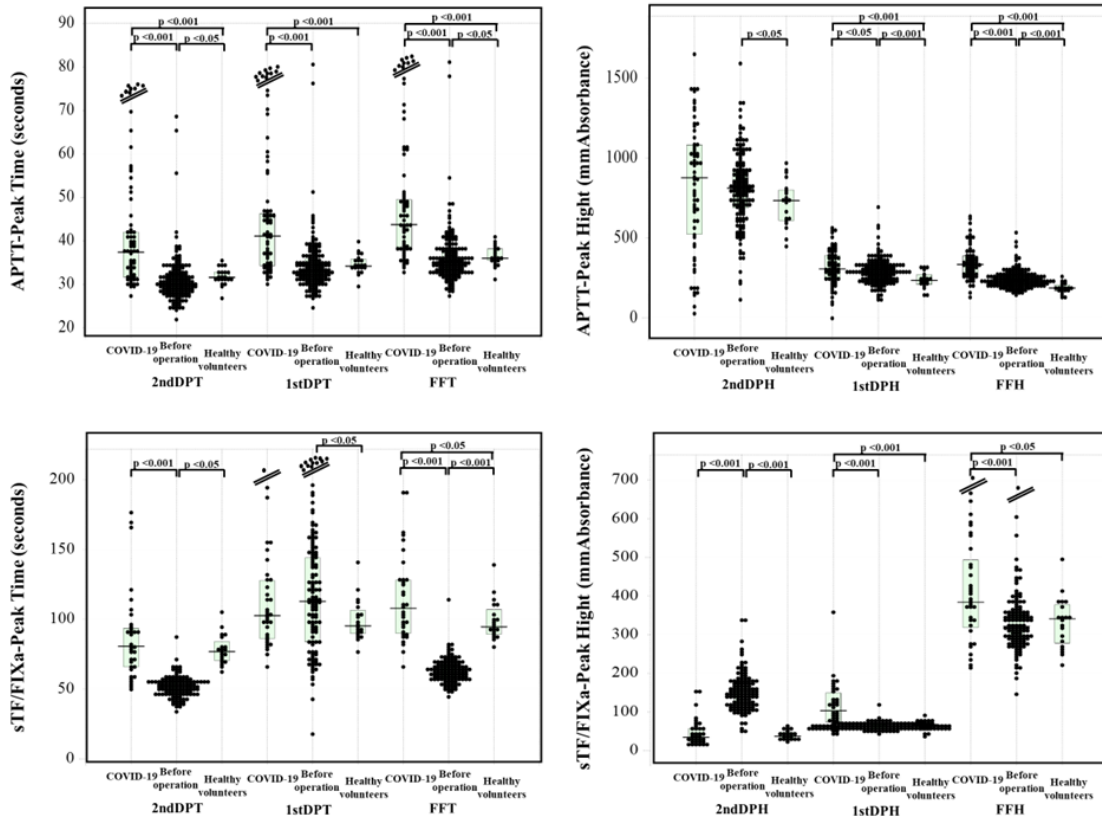 p <0.001
p <0.001 p <0.05
p <0.001
p <0.001
p <0.001
p <0.001 p <0.05
APTT-Peak Time (seconds)
90
80
70
60
50
40
30
20
COVID-19 Before operation Healthy volunteers
COVID-19 Before operation Healthy volunteers
COVID-19 Before operation Healthy volunteers
2ndDPT 1stDPT FFT
p <0.05
p <0.001
p <0.05 p <0.001
p <0.001
p <0.001 p <0.001
APTT-Peak Hight (mmAbsorbance)
1500
1000
500
0
COVID-19 Before operation Healthy volunteers
COVID-19 Before operation Healthy volunteers
COVID-19 Before operation Healthy volunteers
2ndDPH 1stDPH FFH
p <0.001 p <0.05
p <0.05
p <0.05
p <0.001 p <0.001
sTF/FIXa-Peak Time (seconds)
200
150
100
50
0
COVID-19 Before operation Healthy volunteers
COVID-19 Before operation Healthy volunteers
COVID-19 Before operation Healthy volunteers
2ndDPT 1stDPT FFT
p <0.001 p <0.001
p <0.001
p <0.001
p <0.05
p <0.001
sTF/FIXa-Peak Hight (mmAbsorbance)
700
600
500
400
300
200
100
0
COVID-19 Before operation Healthy volunteers
COVID-19 Before operation Healthy volunteers
COVID-19 Before operation Healthy volunteers
2ndDPH 1stDPH FFH